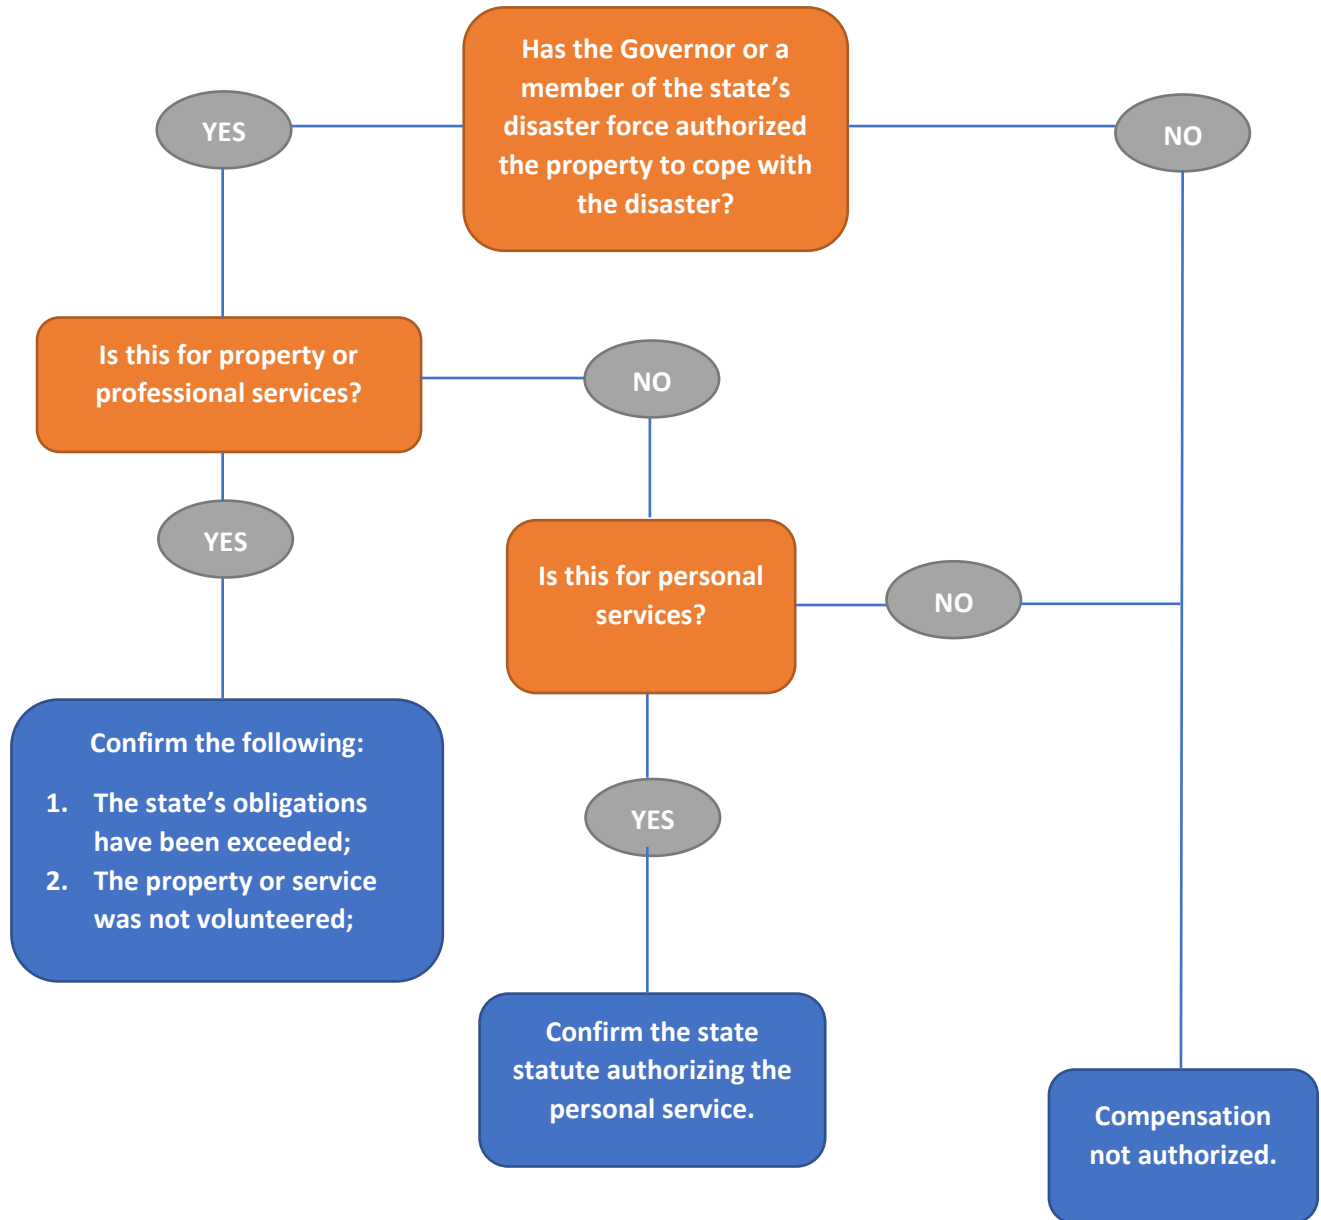 Has the Governor or a
member of the state’s
disaster force authorized
the property to cope with
the disaster?
YES
NO
Is this for property or
professional services?
NO
YES
Is this for personal
services?
NO
Confirm the following:
1. The state’s obligations
have been exceeded;
2. The property or service
was not volunteered;
YES
Confirm the state
statute authorizing the
personal service.
Compensation
not authorized.